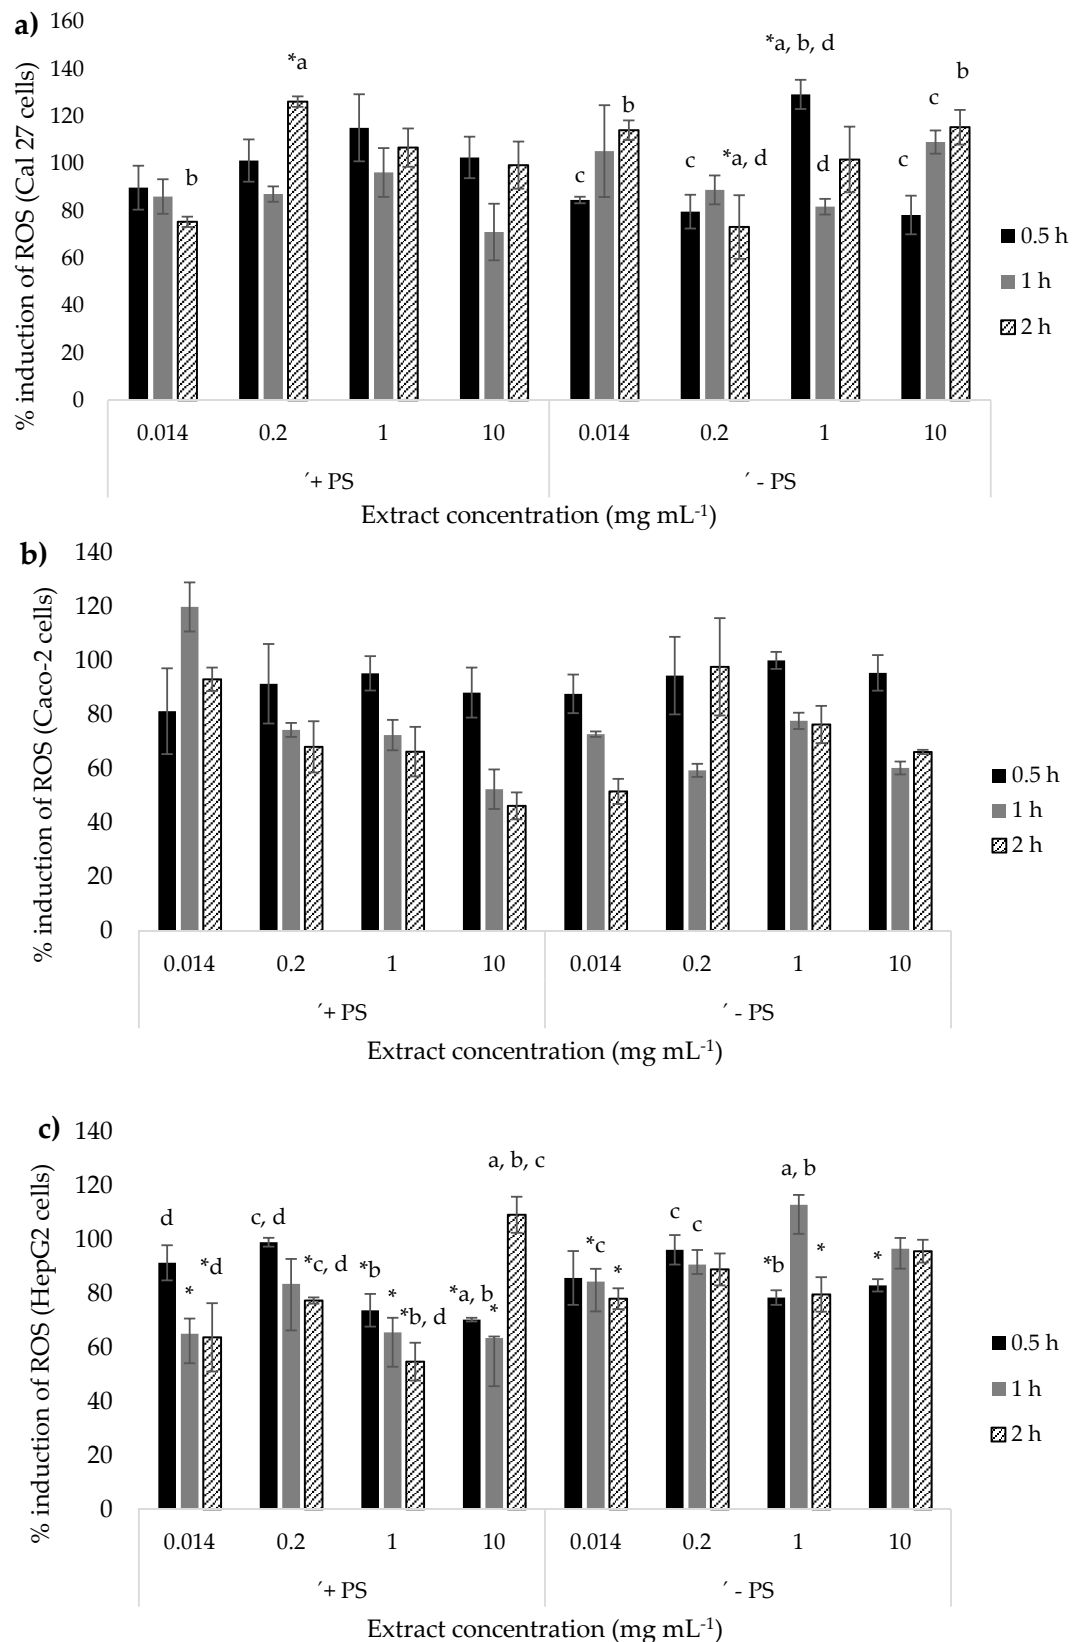 a)
% induction of ROS (Cal 27 cells)
160
140
120
100
80
60
40
20
0
b
*a
c
b
c
*a, d
*a, b, d
d
c
c
b
0.5 h
1 h
2 h
0.014 0.2 1 10 0.014 0.2 1 10
´+ PS ´ - PS
Extract concentration (mg mL-1)
b)
% induction of ROS (Caco-2 cells)
140
120
100
80
60
40
20
0
0.5 h
1 h
2 h
0.014 0.2 1 10 0.014 0.2 1 10
´+ PS ´ - PS
Extract concentration (mg mL-1)
c)
% induction of ROS (HepG2 cells)
140
120
100
80
60
40
20
0
d
*
*d
c, d
*c, d
*b
*
*b, d
*a, b
*
a, b, c
*c
*
c
c
*b
a, b
*
*
0.5 h
1 h
2 h
0.014 0.2 1 10 0.014 0.2 1 10
´+ PS ´ - PS
Extract concentration (mg mL-1)